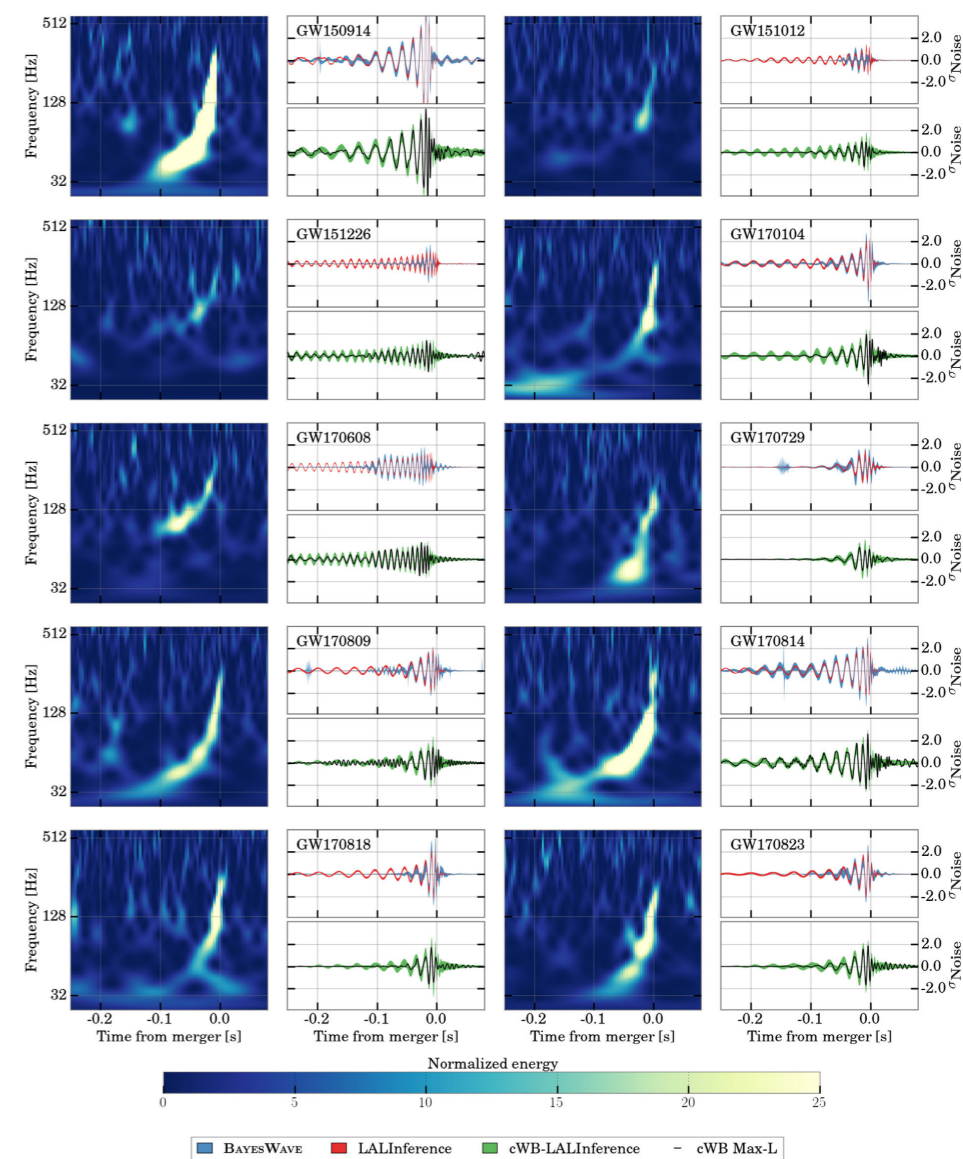 512
128
32
Frequency [Hz]
GW150914
GW151012
2.0
0.0
-2.0
σNoise
2.0
0.0
-2.0
σNoise
512
128
32
Frequency [Hz]
GW151226
GW170104
2.0
0.0
-2.0
σNoise
2.0
0.0
-2.0
σNoise
512
128
32
Frequency [Hz]
GW170608
GW170729
2.0
0.0
-2.0
σNoise
2.0
0.0
-2.0
σNoise
512
128
32
Frequency [Hz]
GW170809
GW170814
2.0
0.0
-2.0
σNoise
2.0
0.0
-2.0
σNoise
512
128
32
Frequency [Hz]
GW170818
GW170823
2.0
0.0
-2.0
σNoise
2.0
0.0
-2.0
σNoise
-0.2 -0.1 0.0
-0.2 -0.1 0.0
-0.2 -0.1 0.0
-0.2 -0.1 0.0
Time from merger [s]
Time from merger [s]
Time from merger [s]
Time from merger [s]
Normalized energy
0 5 10 15 20 25
BAYESWAVE LALInference cWB-LALInference cWB Max-L